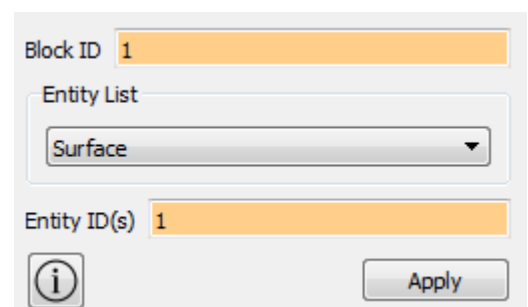 Block ID 1
Entity List
Surface
Entity ID(s) 1
i Apply